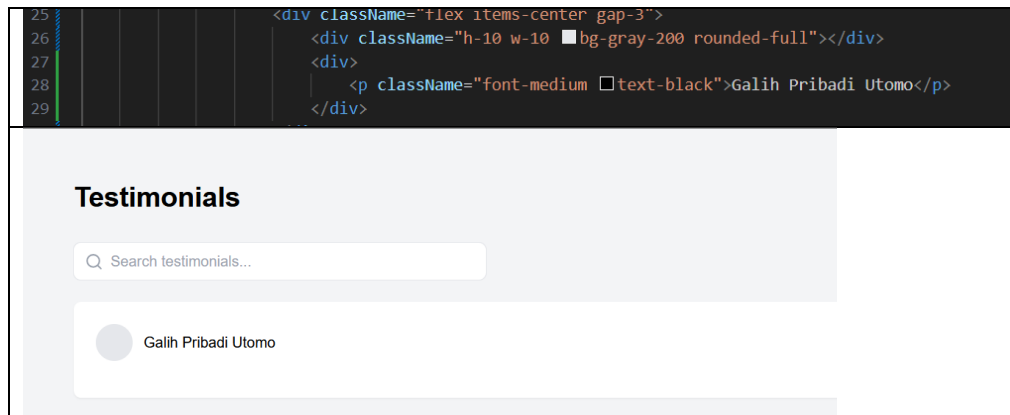 25 <div className="flex items-center gap-3">
26 <div className="h-10 w-10 bg-gray-200 rounded-full"></div>
27 <div>
28 <p className="font-medium text-black">Galih Pribadi Utomo</p>
29 </div>
Testimonials
Search testimonials...
Galih Pribadi Utomo